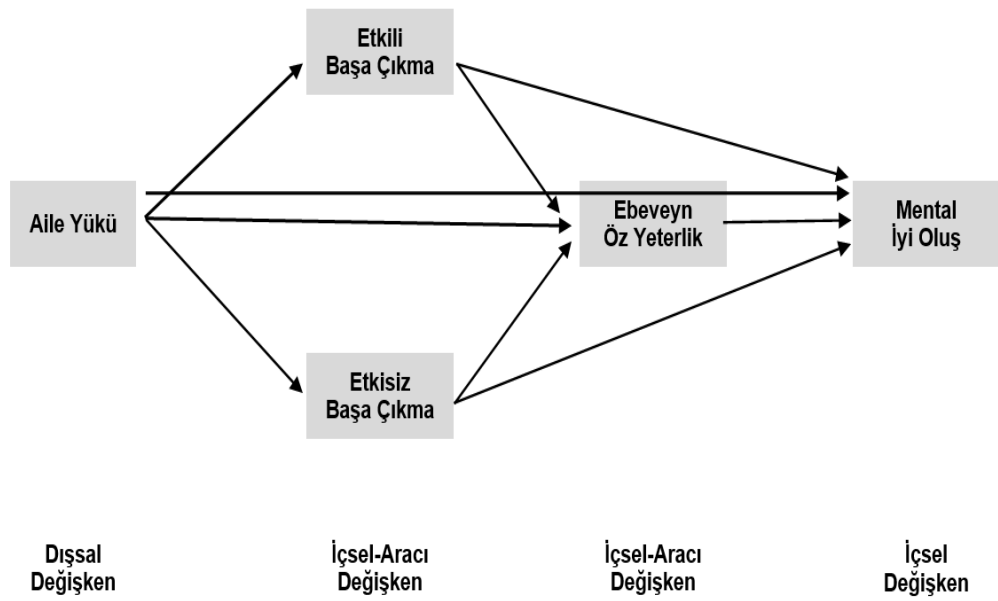 Etkili
Başa Çıkma
Aile Yükü
Ebeveyn
Öz Yeterlik
Mental
İyi Oluş
Etkisiz
Başa Çıkma
Dışsal
Değişken
İçsel-Aracı
Değişken
İçsel-Aracı
Değişken
İçsel
Değişken